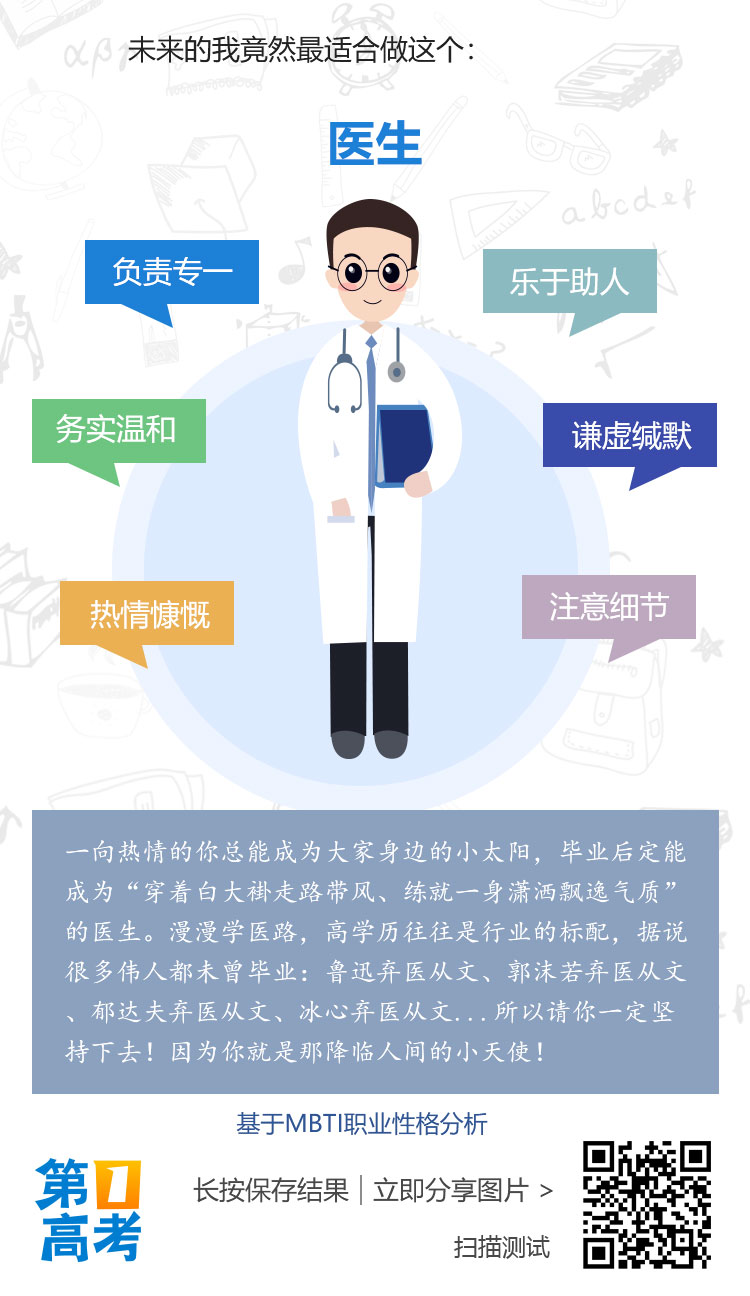 未来的我竟然最适合做这个：
医生
负责专一
乐于助人
务实温和
谦虚缄默
热情慷慨
注意细节
一向热情的你总能成为大家身边的小太阳，毕业后定能
成为“穿着白大褂走路带风、练就一身潇洒飘逸气质”
的医生。漫漫学医路，高学历往往是行业的标配，据说
很多伟人都未曾毕业：鲁迅弃医从文、郭沫若弃医从文
、郁达夫弃医从文、冰心弃医从文...所以请你一定坚
持下去！因为你就是那降临人间的小天使！
基于MBTI职业性格分析
第1
高考
长按保存结果｜立即分享图片 >
扫描测试
αβγ
abcdef